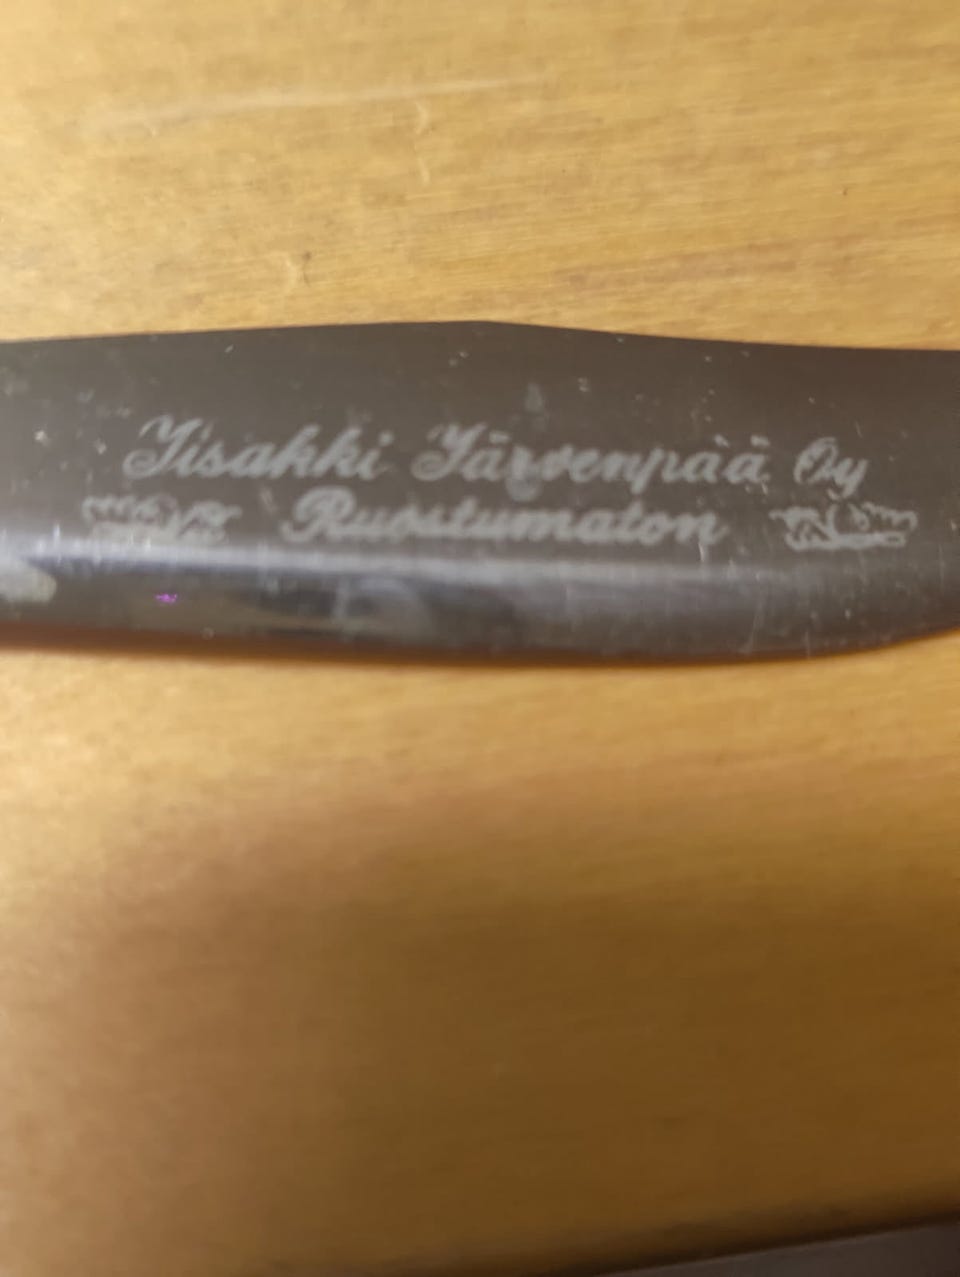 Iisakki Järvenpää Oy
Ruostumaton